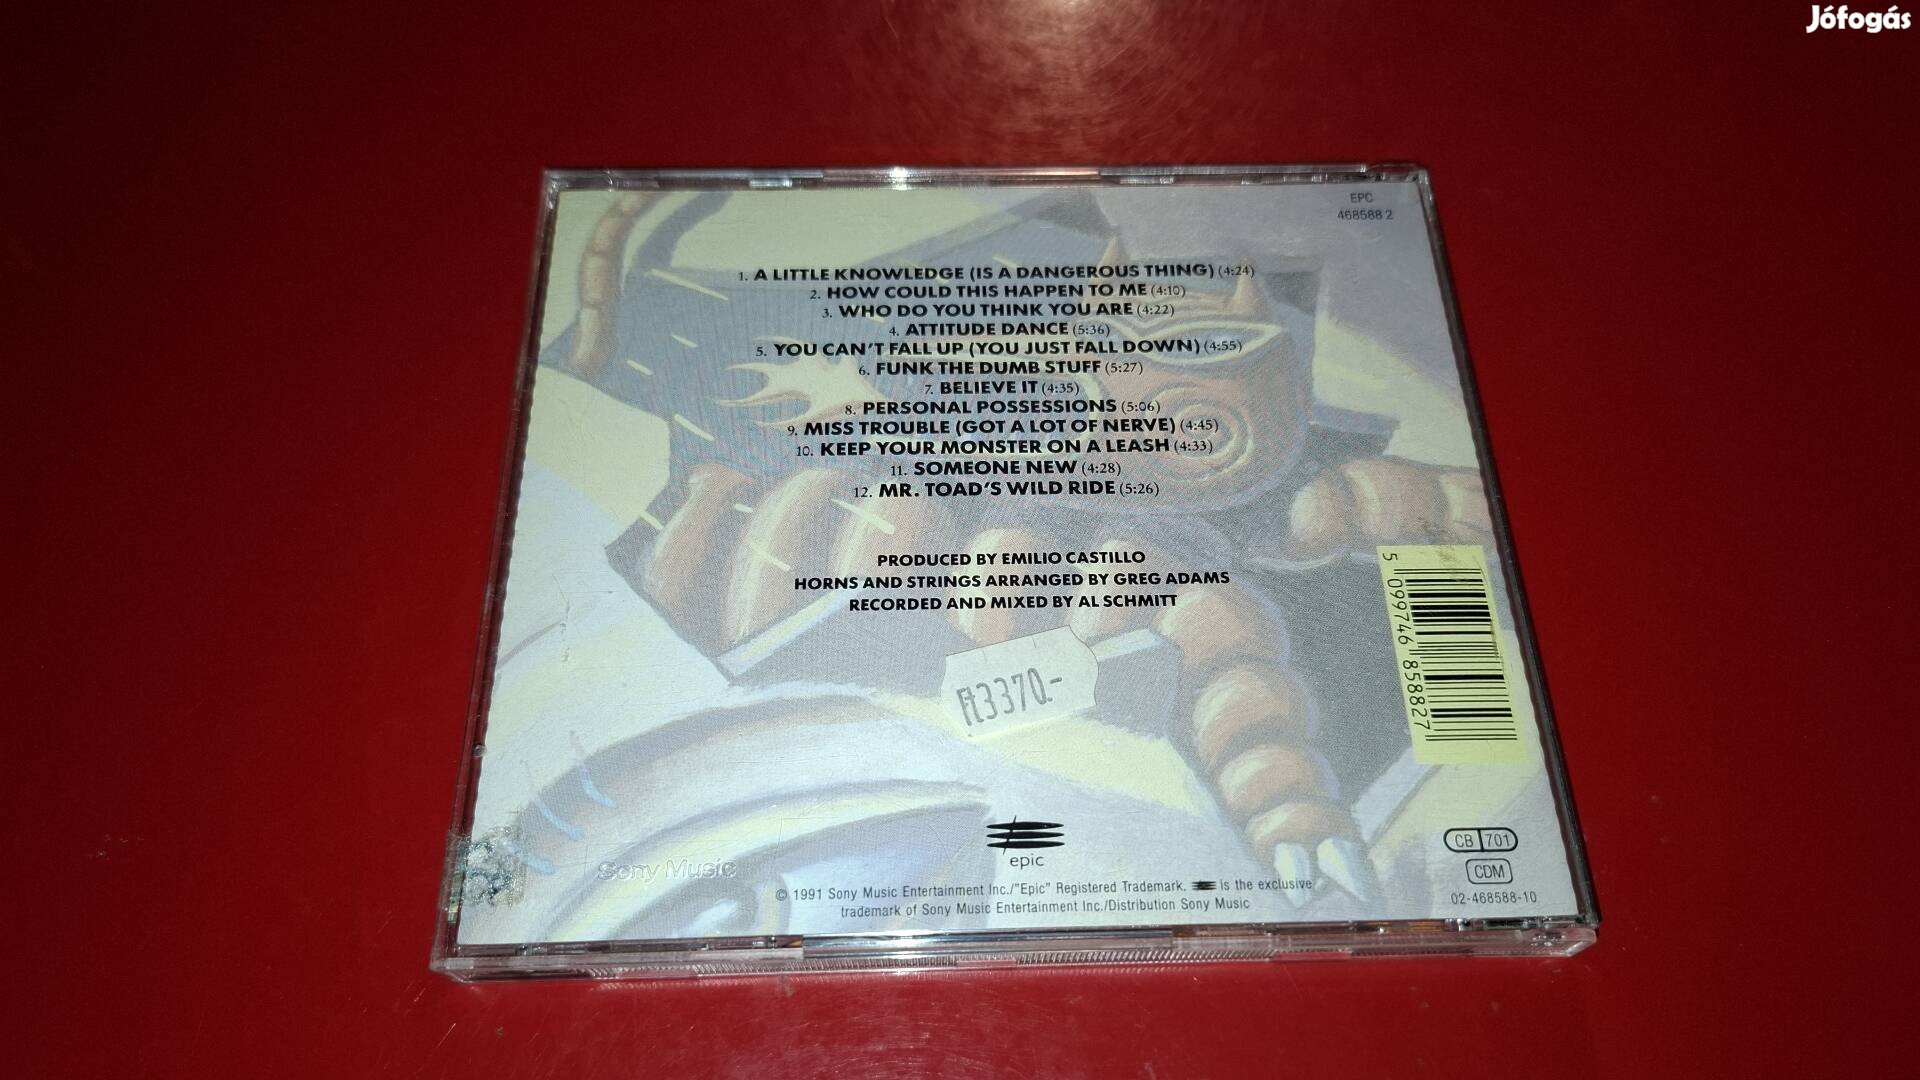 Jófogás
EPC
468588 2
1. A LITTLE KNOWLEDGE (IS A DANGEROUS THING) (4:24)
2. HOW COULD THIS HAPPEN TO ME (4:10)
3. WHO DO YOU THINK YOU ARE (4:22)
4. ATTITUDE DANCE (5:36)
5. YOU CAN'T FALL UP (YOU JUST FALL DOWN) (4:55)
6. FUNK THE DUMB STUFF (5:27)
7. BELIEVE IT (4:35)
8. PERSONAL POSSESSIONS (5:06)
9. MISS TROUBLE (GOT A LOT OF NERVE) (4:45)
10. KEEP YOUR MONSTER ON A LEASH (4:33)
11. SOMEONE NEW (4:28)
12. MR. TOAD'S WILD RIDE (5:26)
PRODUCED BY EMILIO CASTILLO
HORNS AND STRINGS ARRANGED BY GREG ADAMS
RECORDED AND MIXED BY AL SCHMITT
Ft3370.-
5 099746 858827
epic
Sony Music
CB 701
CDM
02-468588-10
© 1991 Sony Music Entertainment Inc./"Epic" Registered Trademark. is the exclusive
trademark of Sony Music Entertainment Inc./Distribution Sony Music